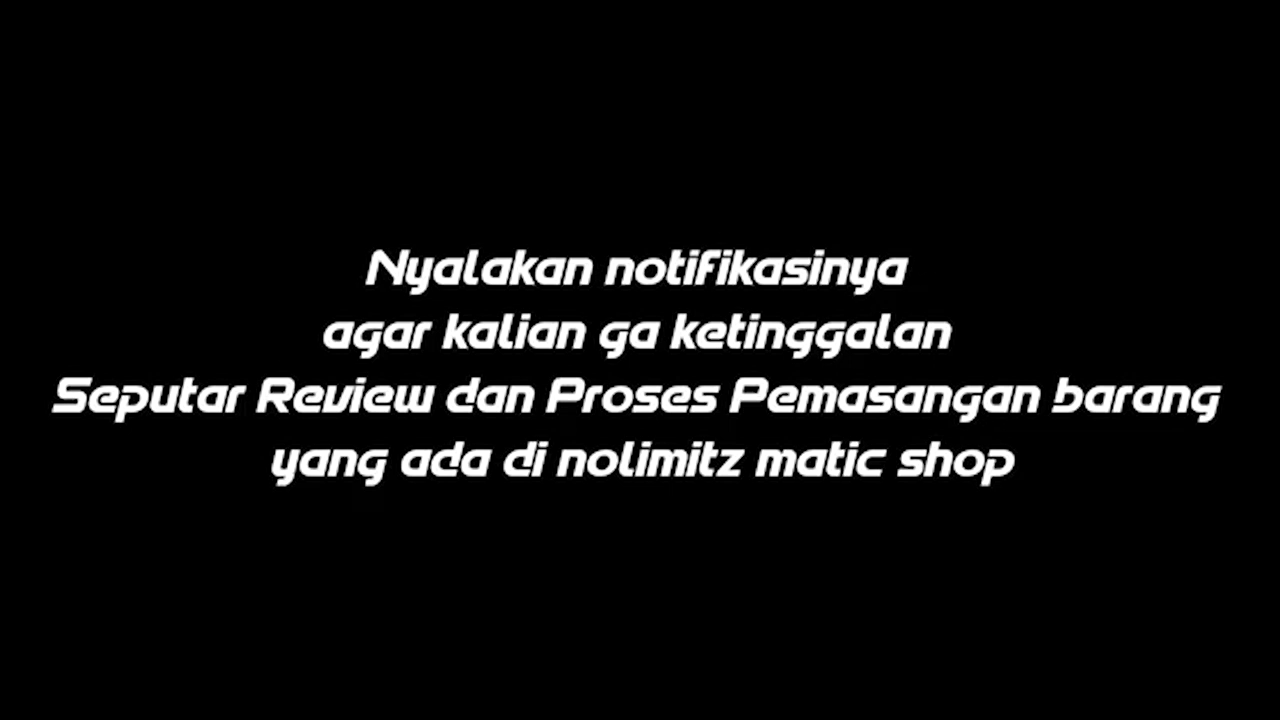 Nyalakan notifikasinya
agar kalian ga ketinggalan
Seputar Review dan Proses Pemasangan barang
yang ada di nolimitz matic shop